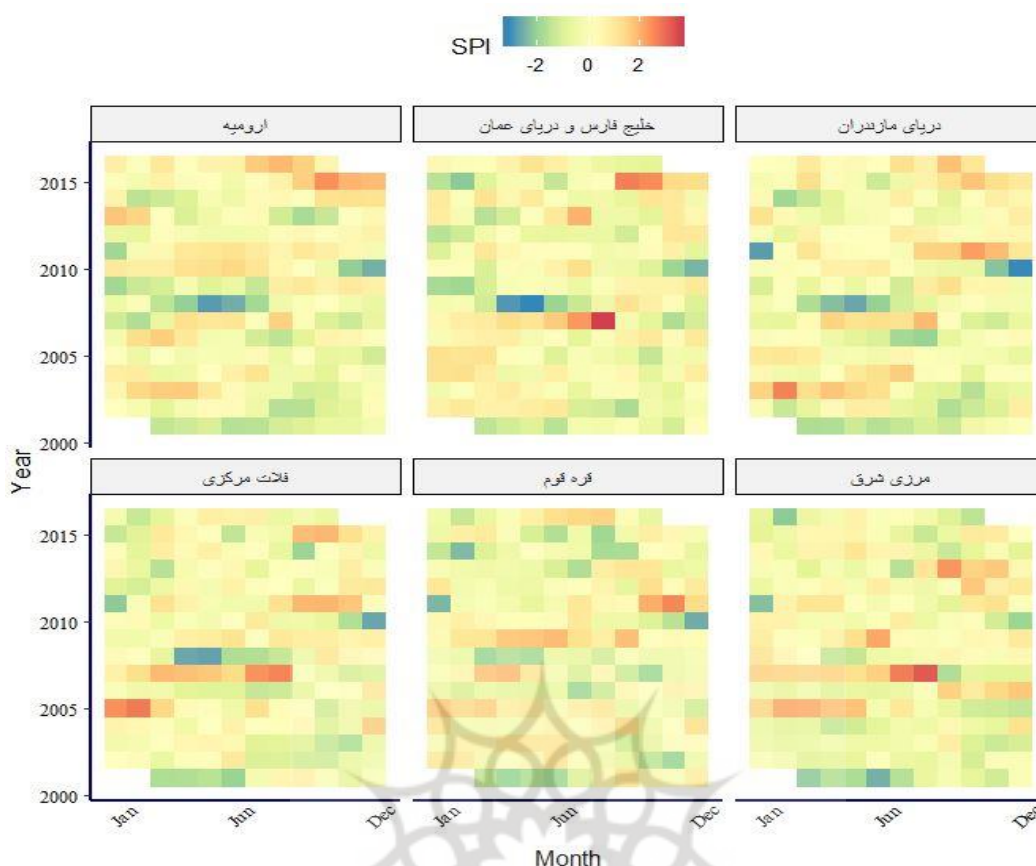 SPI
-2 0 2
ارومیه
خلیج فارس و دریای عمان
دریای مازندران
2015
2010
2005
2000
فلات مرکزی
قره قوم
مرزی شرق
2015
2010
2005
2000
Year
Jan Jun Dec
Jan Jun Dec
Jan Jun Dec
Month